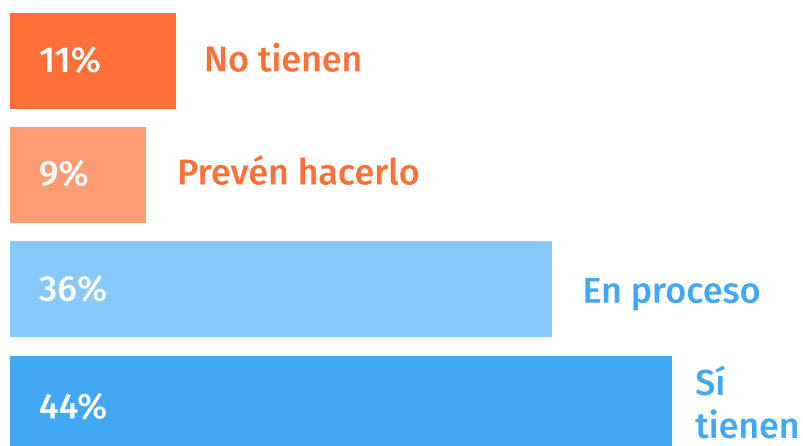 11% No tienen
9% Prevén hacerlo
36% En proceso
44% Sí
tienen